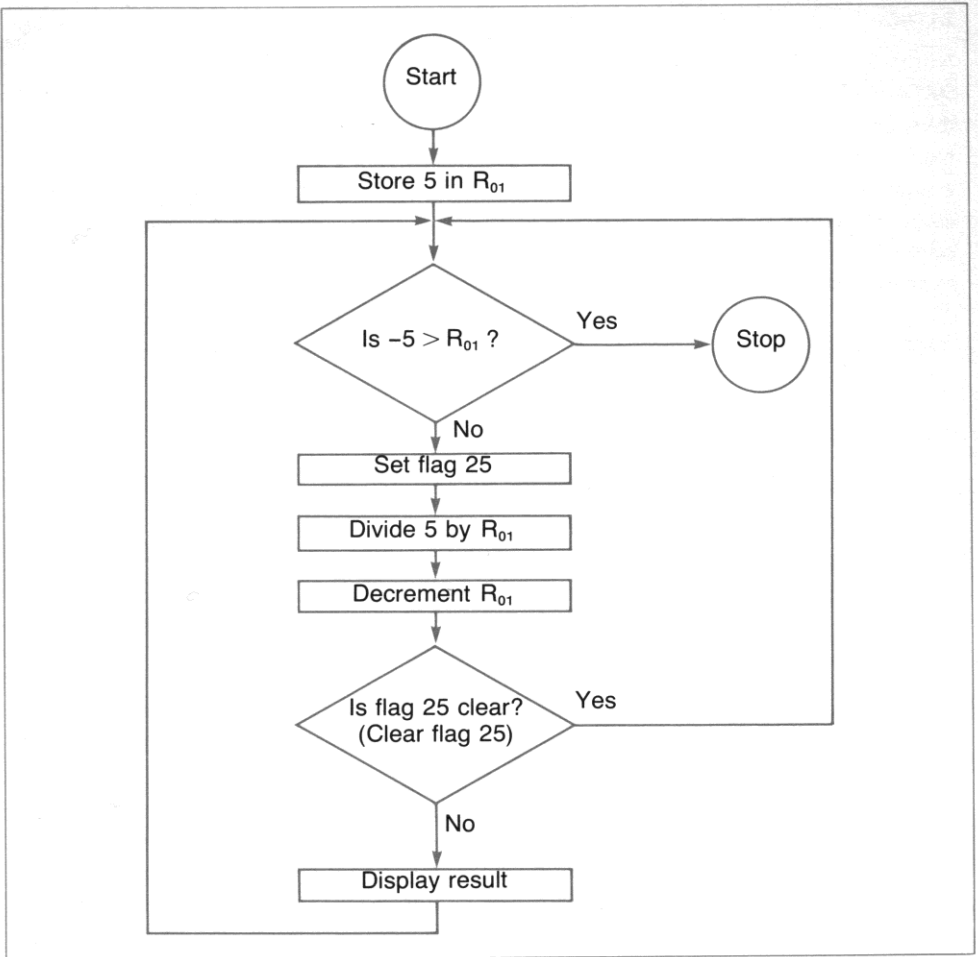 Start
Store 5 in R₀₁
Is −5 > R₀₁ ?
Yes
Stop
No
Set flag 25
Divide 5 by R₀₁
Decrement R₀₁
Is flag 25 clear?
(Clear flag 25)
Yes
No
Display result